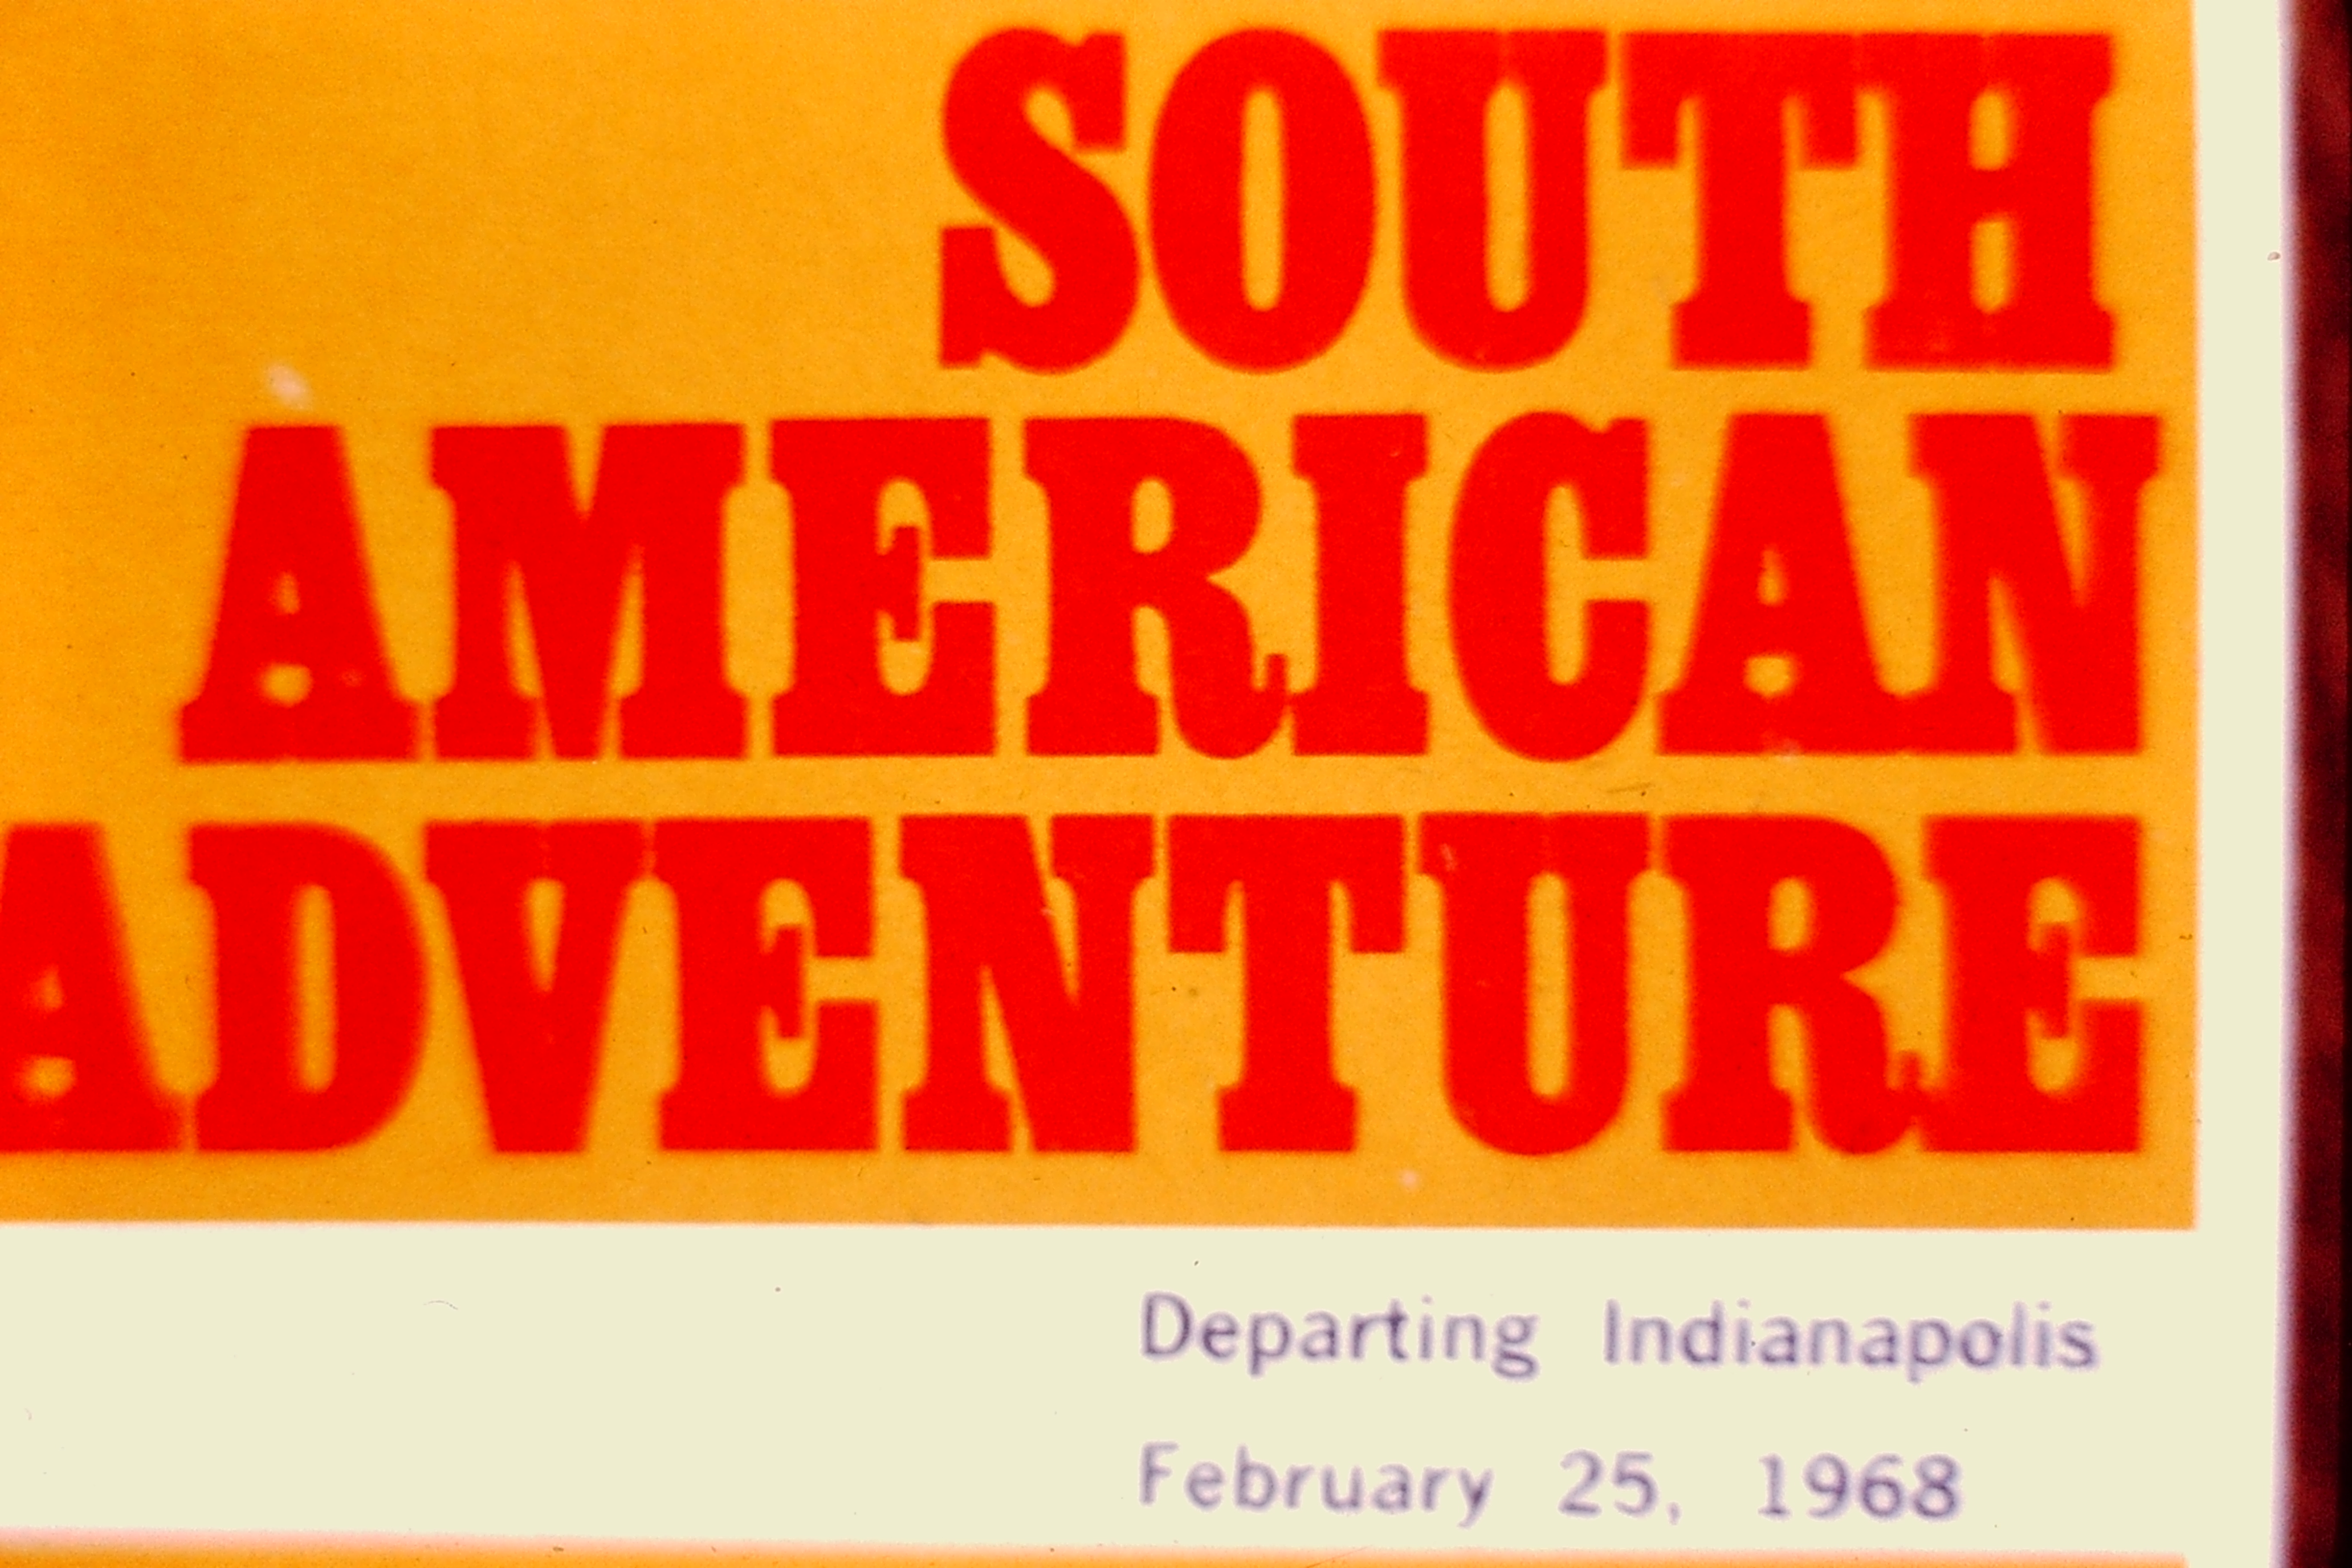 SOUTH
AMERICAN
ADVENTURE
Departing Indianapolis
February 25, 1968